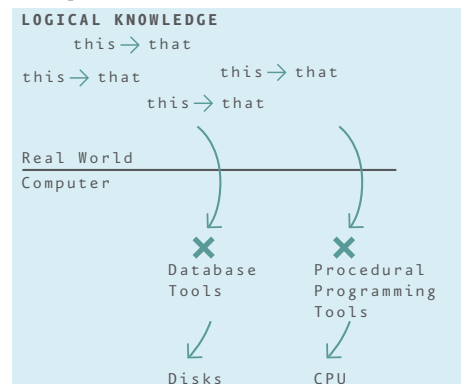 LOGICAL KNOWLEDGE
this → that
this → that
this → that
this → that
Real World
Computer
Database
Tools
Procedural
Programming
Tools
Disks
CPU